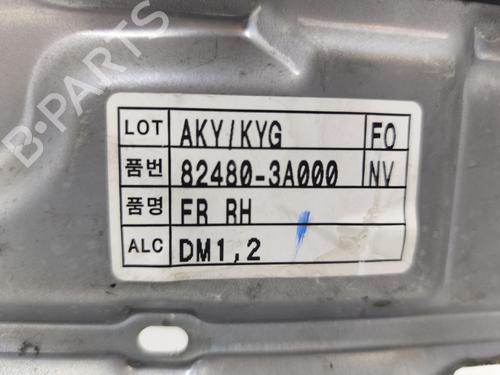 B-PARTS
LOT AKY/KYG FO
품번 82480-3A000 NV
품명 FR RH
ALC DM1,2